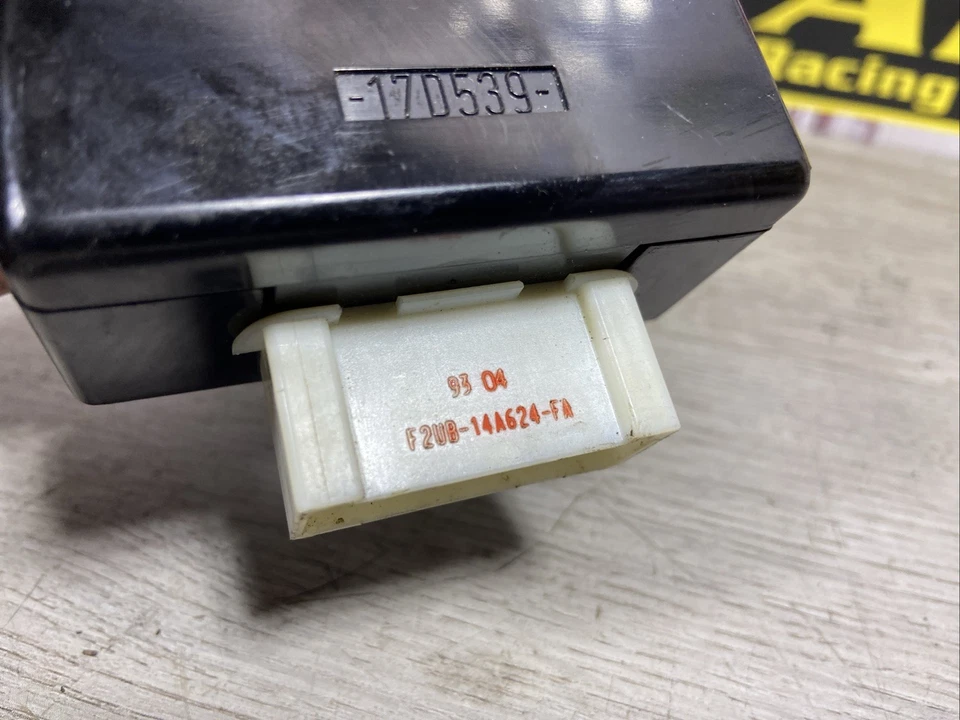 -17D539-
Racing
93 04
F2UB-14A624-FA